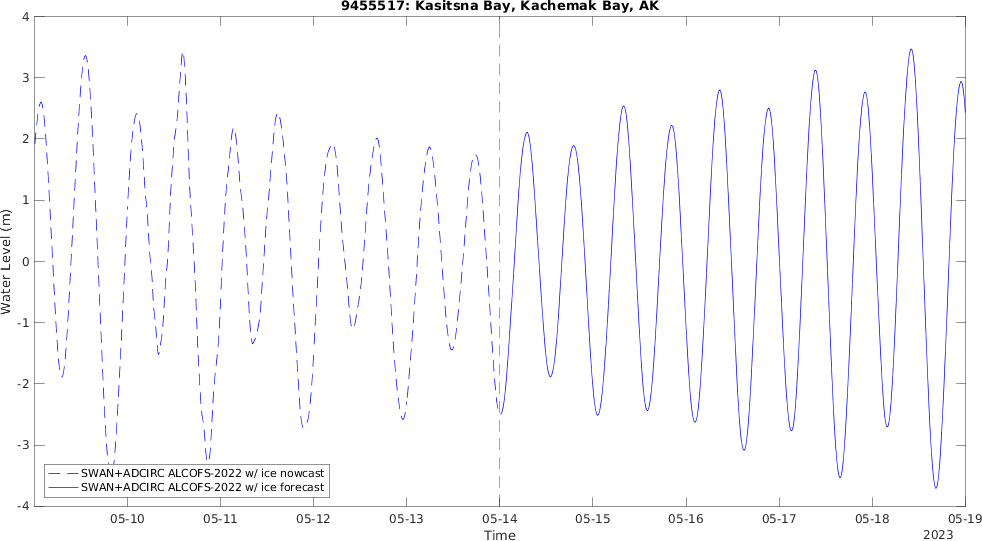 9455517: Kasitsna Bay, Kachemak Bay, AK
4
3
2
1
0
-1
-2
-3
-4
Water Level (m)
SWAN+ADCIRC ALCOFS-2022 w/ ice nowcast
SWAN+ADCIRC ALCOFS-2022 w/ ice forecast
05-10 05-11 05-12 05-13 05-14 05-15 05-16 05-17 05-18 05-19
Time
2023